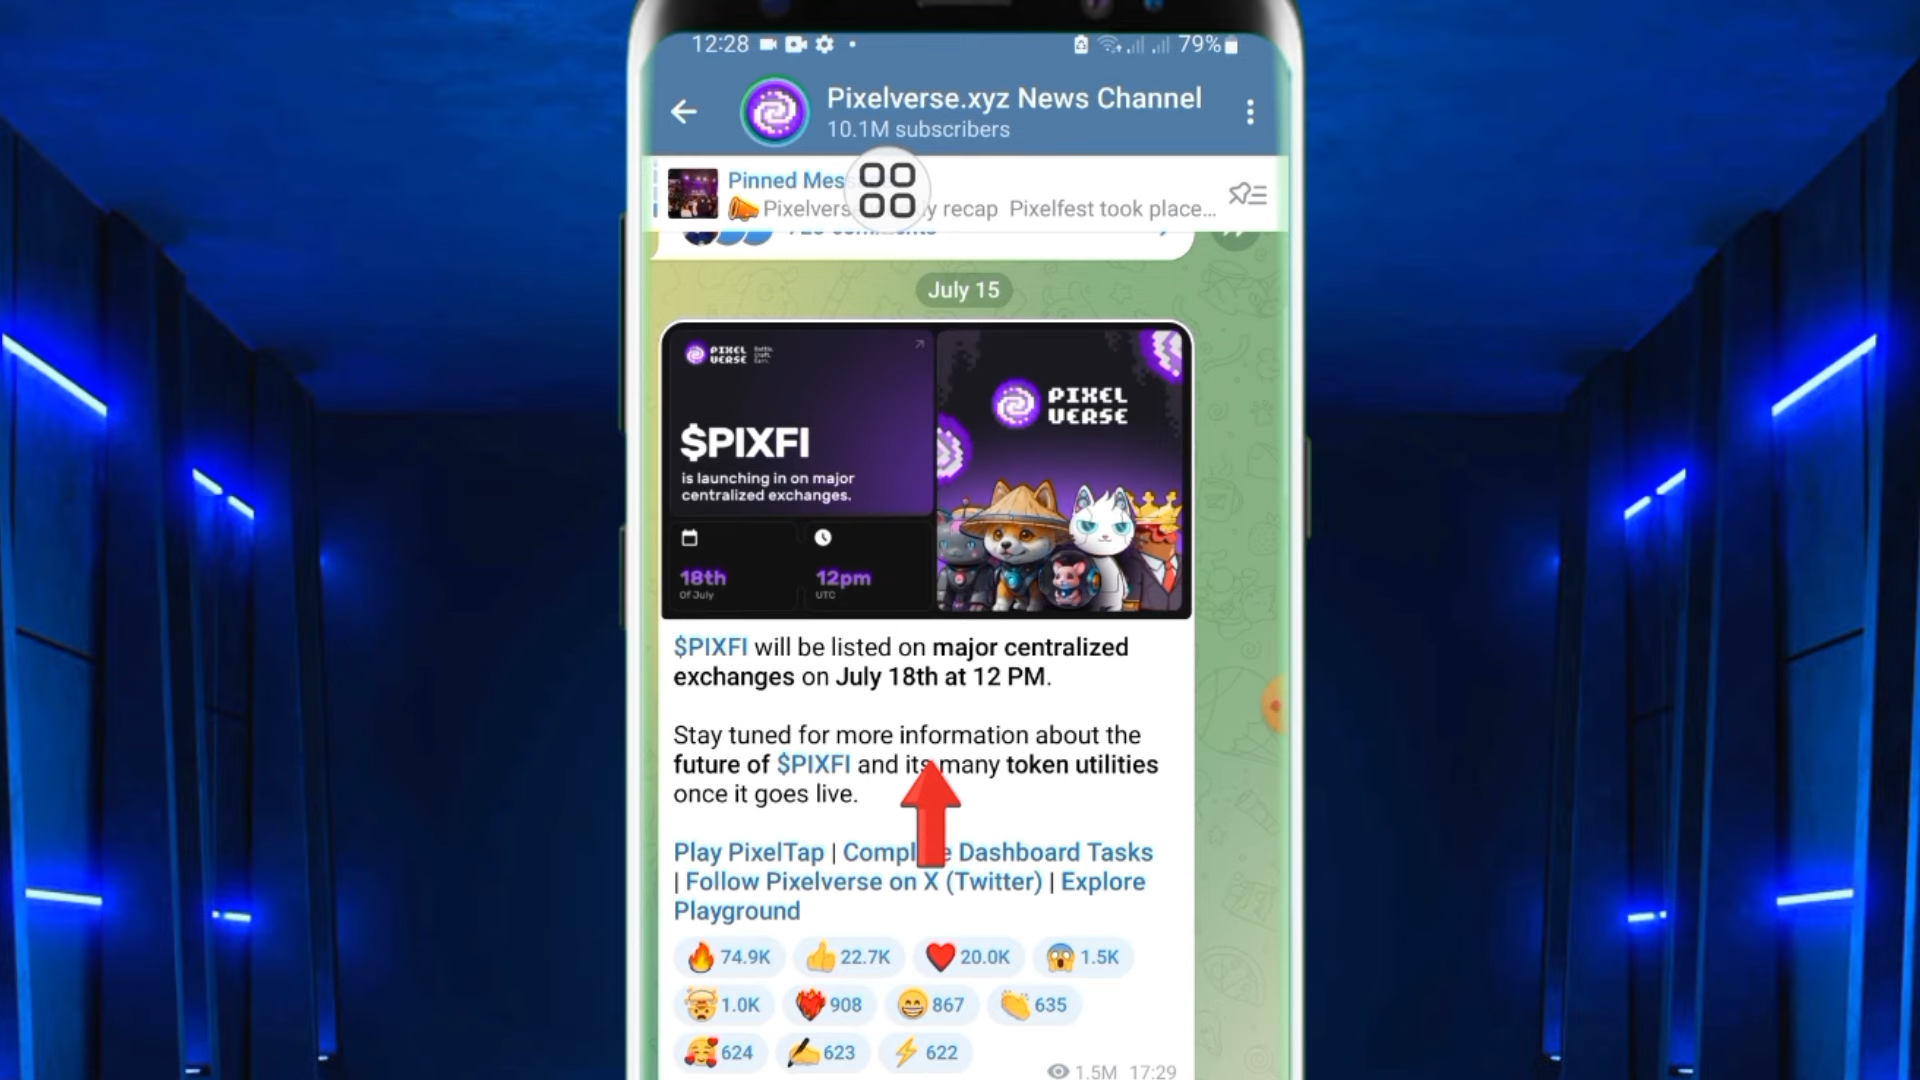 12:28
79%
Pixelverse.xyz News Channel
10.1M subscribers
Pinned Mes
Pixelvers y recap Pixelfest took place...
July 15
PIXEL
VERSE
Battle.
Craft.
Earn.
$PIXFI
is launching in on major
centralized exchanges.
18th
Of July
12pm
UTC
PIXEL
VERSE
$PIXFI will be listed on major centralized
exchanges on July 18th at 12 PM.
Stay tuned for more information about the
future of $PIXFI and its many token utilities
once it goes live.
Play PixelTap | Compl e Dashboard Tasks
| Follow Pixelverse on X (Twitter) | Explore
Playground
74.9K 22.7K 20.0K 1.5K
1.0K 908 867 635
624 623 622
1.5M 17:29